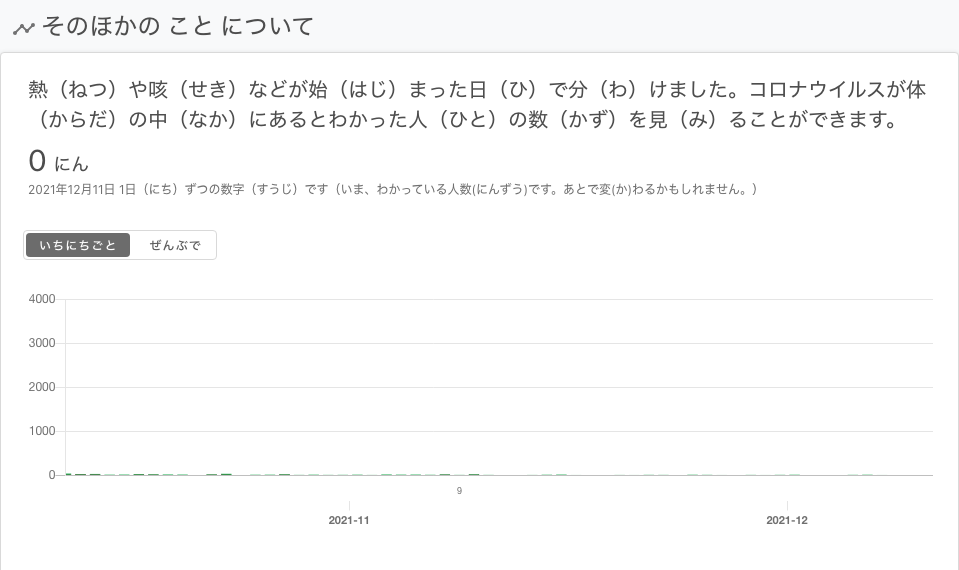 そのほかの こと について
熱（ねつ）や咳（せき）などが始（はじ）まった日（ひ）で分（わ）けました。コロナウイルスが体
（からだ）の中（なか）にあるとわかった人（ひと）の数（かず）を見（み）ることができます。
0 にん
2021年12月11日 1日（にち）ずつの数字（すうじ）です（いま、わかっている人数(にんずう)です。あとで変(か)わるかもしれません。）
いちにちごと ぜんぶで
4000
3000
2000
1000
0
9
2021-11 2021-12